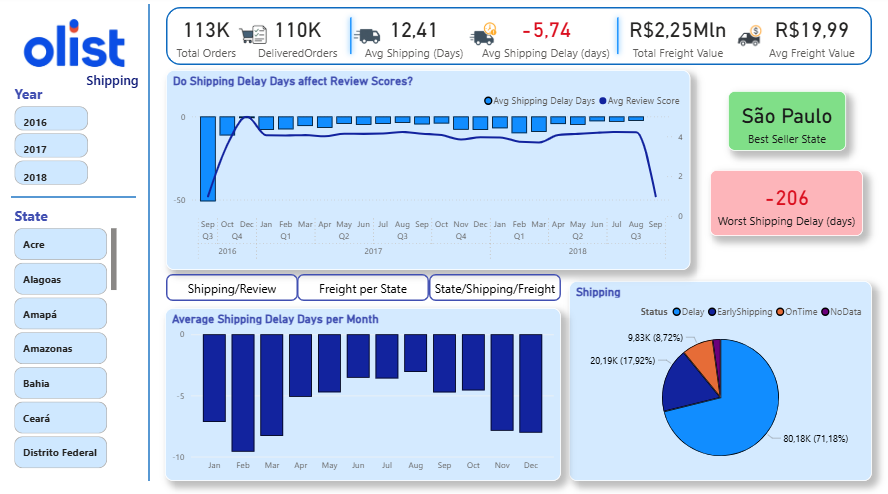 olist
Shipping
113K
Total Orders
110K
DeliveredOrders
12,41
Avg Shipping (Days)
-5,74
Avg Shipping Delay (days)
R$2,25Mln
Total Freight Value
R$19,99
Avg Freight Value
Year
2016
2017
2018
State
Acre
Alagoas
Amapá
Amazonas
Bahia
Ceará
Distrito Federal
Do Shipping Delay Days affect Review Scores?
Avg Shipping Delay Days Avg Review Score
0
-50
4
2
0
Sep Oct Dec Jan Feb Mar Apr May Jun Jul Aug Sep Oct Nov Dec Jan Feb Mar Apr May Jun Jul Aug Sep
Q3 Q4 Q1 Q2 Q3 Q4 Q1 Q2 Q3
2016 2017 2018
São Paulo
Best Seller State
-206
Worst Shipping Delay (days)
Shipping/Review
Freight per State
State/Shipping/Freight
Average Shipping Delay Days per Month
0
-5
-10
Jan Feb Mar Apr May Jun Jul Aug Sep Oct Nov Dec
Shipping
Status Delay EarlyShipping OnTime NoData
9,83K (8,72%)
20,19K (17,92%)
80,18K (71,18%)